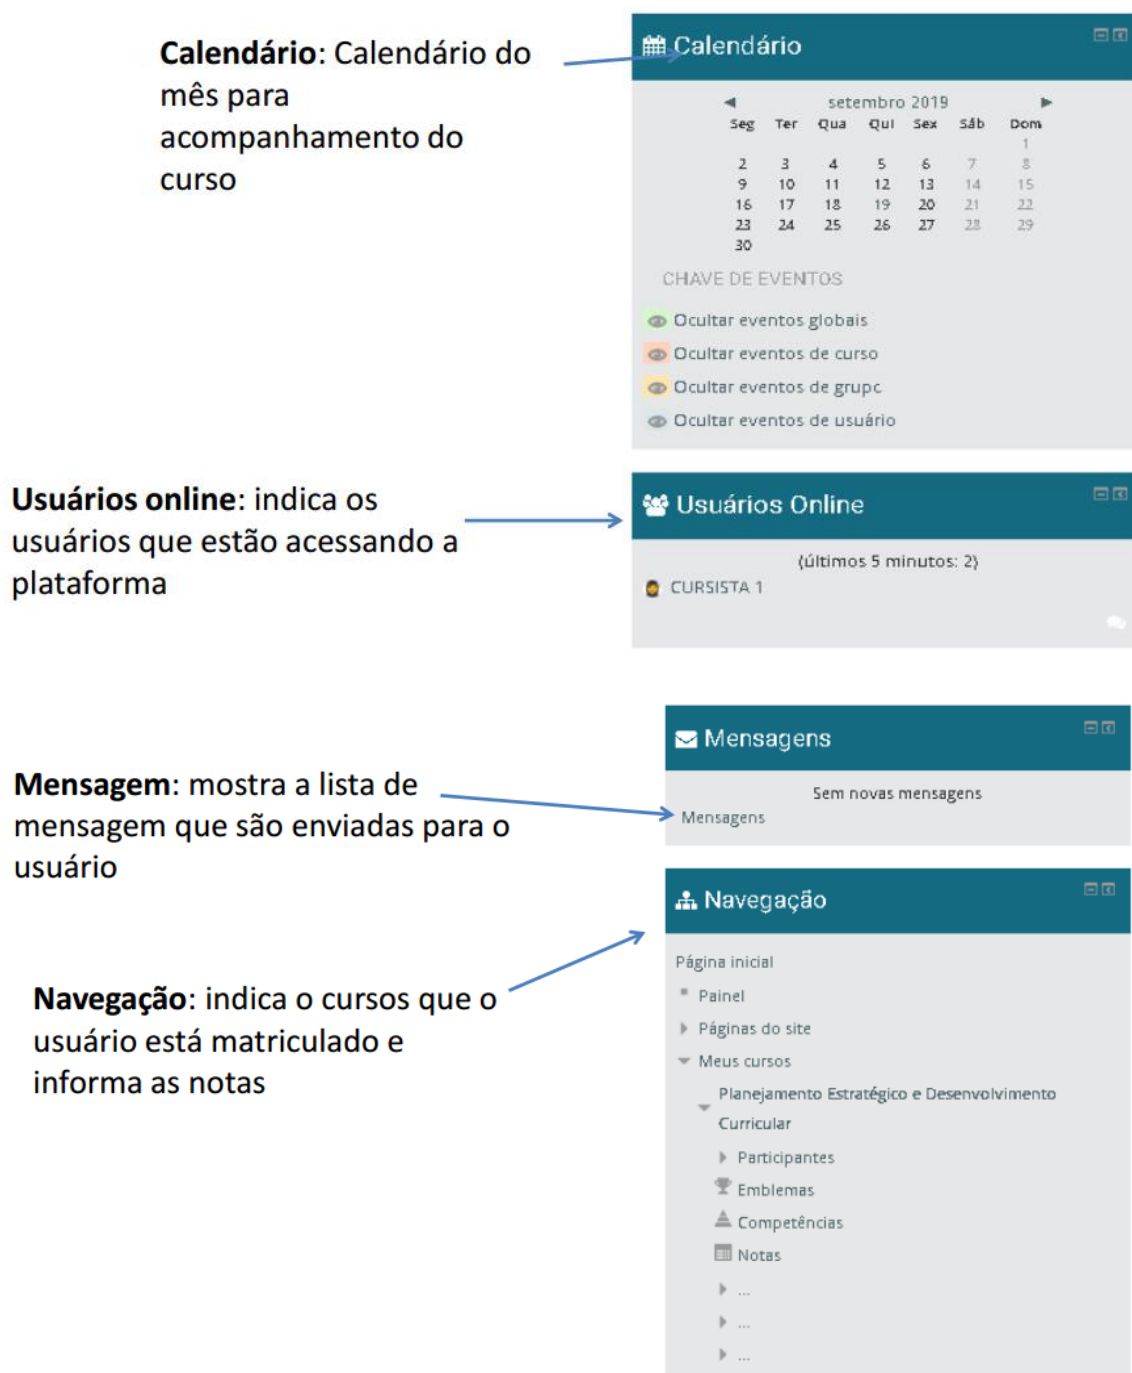 Calendário: Calendário do
mês para
acompanhamento do
curso
Calendário
setembro 2019
Seg Ter Qua Qui Sex Sáb Dom
1
2 3 4 5 6 7 8
9 10 11 12 13 14 15
16 17 18 19 20 21 22
23 24 25 26 27 28 29
30
CHAVE DE EVENTOS
Ocultar eventos globais
Ocultar eventos de curso
Ocultar eventos de grupc
Ocultar eventos de usuário
Usuários online: indica os
usuários que estão acessando a
plataforma
Usuários Online
(últimos 5 minutos: 2)
CURSISTA 1
Mensagem: mostra a lista de
mensagem que são enviadas para o
usuário
Mensagens
Sem novas mensagens
Mensagens
Navegação: indica o cursos que o
usuário está matriculado e
informa as notas
Navegação
Página inicial
Painel
Páginas do site
Meus cursos
Planejamento Estratégico e Desenvolvimento
Curricular
Participantes
Emblemas
Competências
Notas
...
...
...